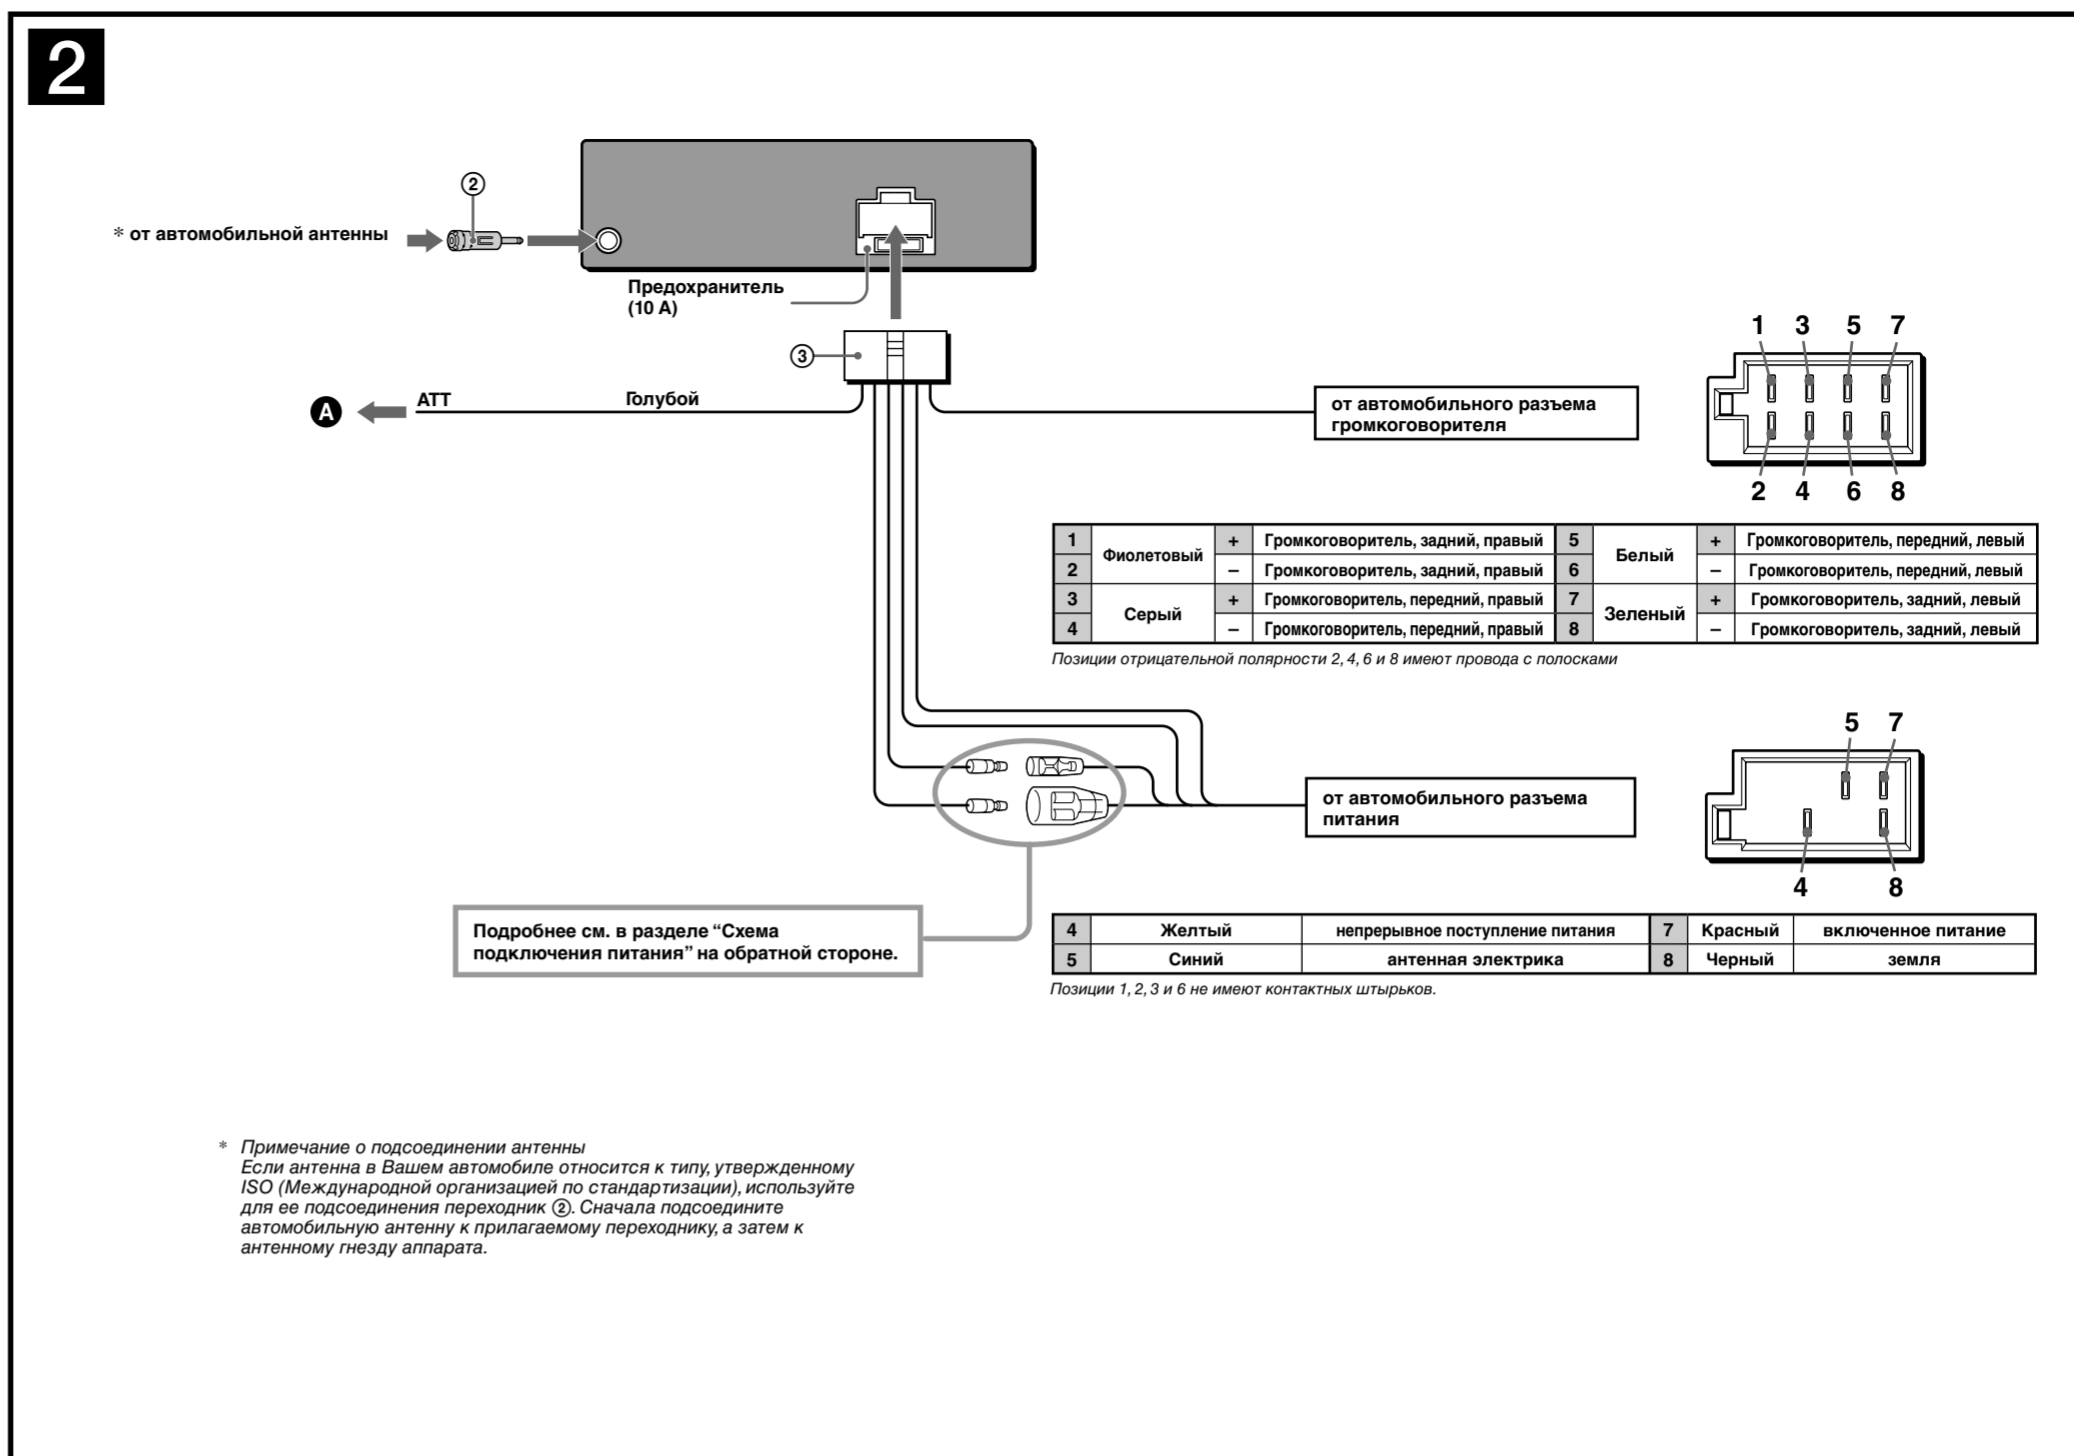 2
②
* от автомобильной антенны
Предохранитель
(10 A)
③
A
ATT
Голубой
от автомобильного разъема
громкоговорителя
1 3 5 7
2 4 6 8
1 Фиолетовый + Громкоговоритель, задний, правый 5 Белый + Громкоговоритель, передний, левый
2 – Громкоговоритель, задний, правый 6 – Громкоговоритель, передний, левый
3 Серый + Громкоговоритель, передний, правый 7 Зеленый + Громкоговоритель, задний, левый
4 – Громкоговоритель, передний, правый 8 – Громкоговоритель, задний, левый
Позиции отрицательной полярности 2, 4, 6 и 8 имеют провода с полосками
5 7
от автомобильного разъема
питания
4 8
Подробнее см. в разделе “Схема
подключения питания” на обратной стороне.
4 Желтый непрерывное поступление питания 7 Красный включенное питание
5 Синий антенная электрика 8 Черный земля
Позиции 1, 2, 3 и 6 не имеют контактных штырьков.
* Примечание о подсоединении антенны
Если антенна в Вашем автомобиле относится к типу, утвержденному
ISO (Международной организацией по стандартизации), используйте
для ее подсоединения переходник ②. Сначала подсоедините
автомобильную антенну к прилагаемому переходнику, а затем к
антенному гнезду аппарата.